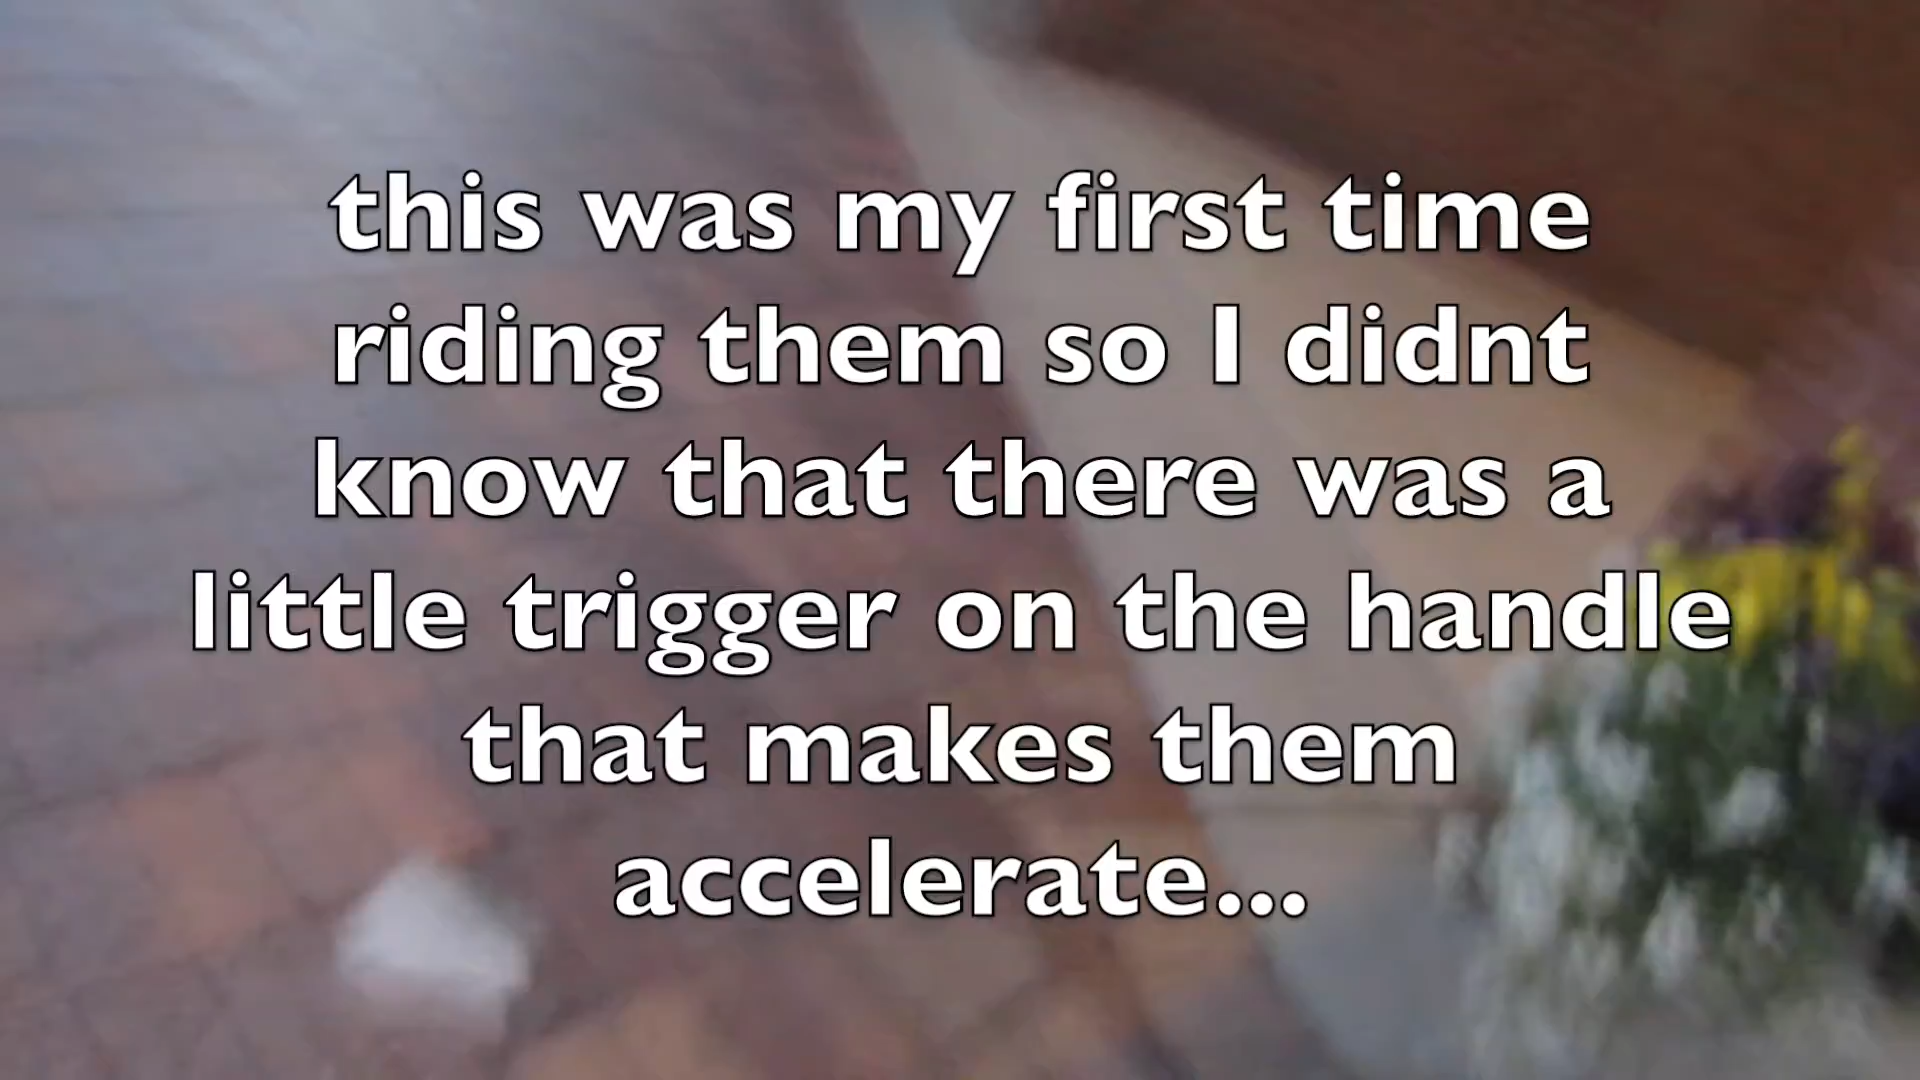 this was my first time
riding them so I didnt
know that there was a
little trigger on the handle
that makes them
accelerate...